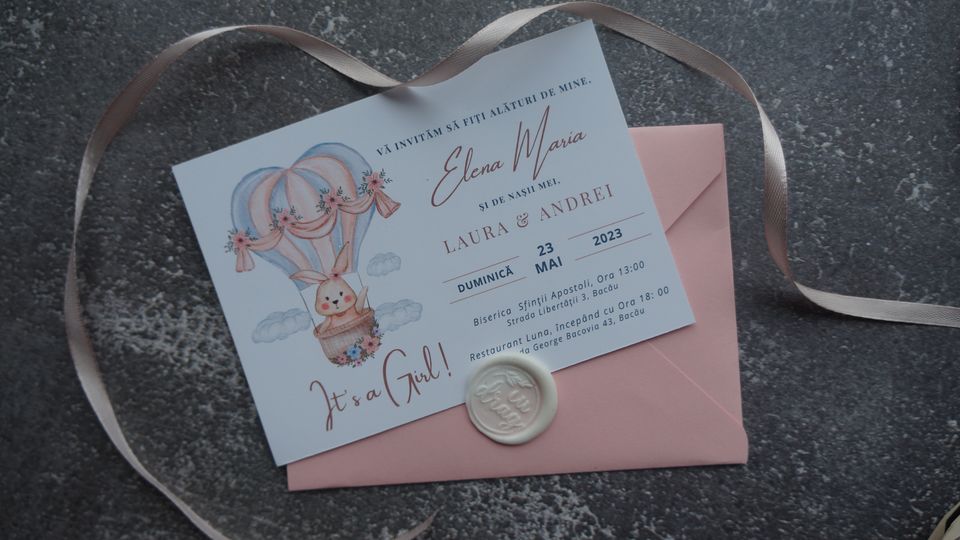 VĂ INVITĂM SĂ FIȚI ALĂTURI DE MINE,
Elena Maria
ȘI DE NAȘII MEI,
LAURA & ANDREI
DUMINICĂ
23
MAI
2023
Biserica Sfinții Apostoli, Ora 13:00
Strada Libertății 3, Bacău
Restaurant Luna, începând cu Ora 18: 00
da George Bacovia 43, Bacău
It's a Girl!